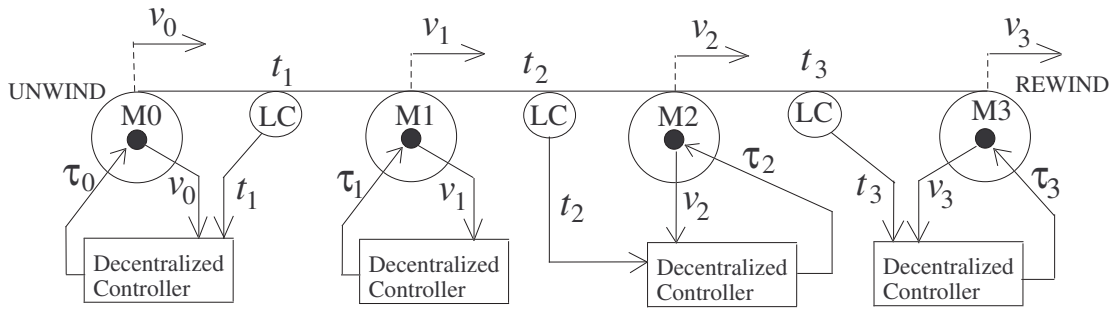 v0 v1 v2 v3
t1 t2 t3
UNWIND REWIND
M0 LC M1 LC M2 LC M3
τ0 v0 t1 τ1 v1 t2 v2 τ2 t3 v3 τ3
Decentralized Controller
Decentralized Controller
Decentralized Controller
Decentralized Controller